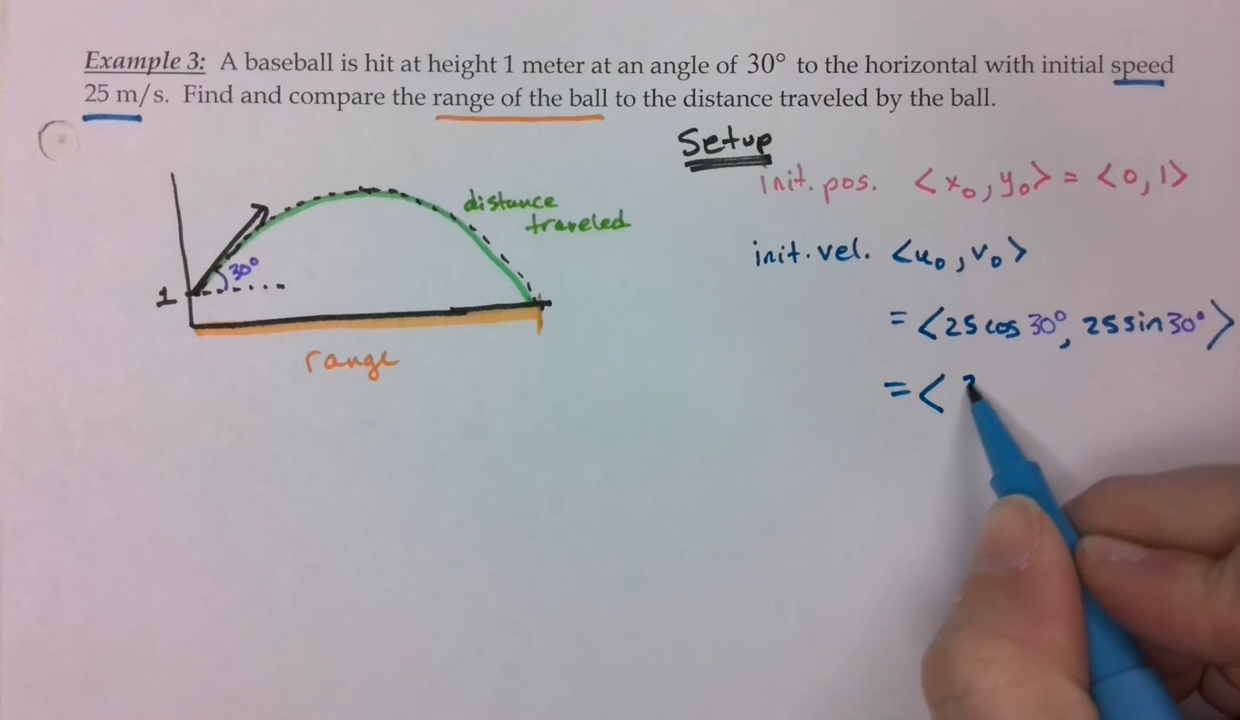 Example 3: A baseball is hit at height 1 meter at an angle of 30° to the horizontal with initial speed
25 m/s. Find and compare the range of the ball to the distance traveled by the ball.
Setup
init. pos. <x₀, y₀> = <0, 1>
distance
traveled
init. vel. <u₀, v₀>
30°
1
= <25 cos 30°, 25 sin 30°>
range
= <